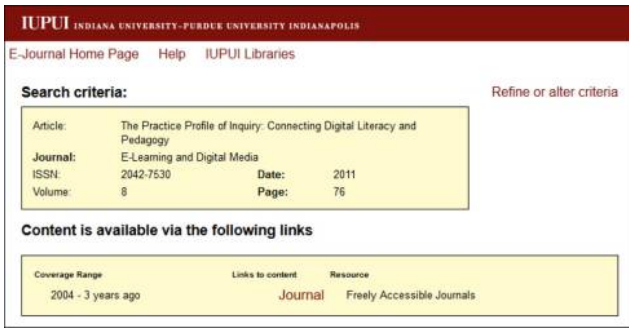 IUPUI INDIANA UNIVERSITY-PURDUE UNIVERSITY INDIANAPOLIS
E-Journal Home Page Help IUPUI Libraries
Search criteria: Refine or alter criteria
Article: The Practice Profile of Inquiry: Connecting Digital Literacy and
Pedagogy
Journal: E-Learning and Digital Media
ISSN: 2042-7530 Date: 2011
Volume: 8 Page: 76
Content is available via the following links
Coverage Range Links to content Resource
2004 - 3 years ago Journal Freely Accessible Journals